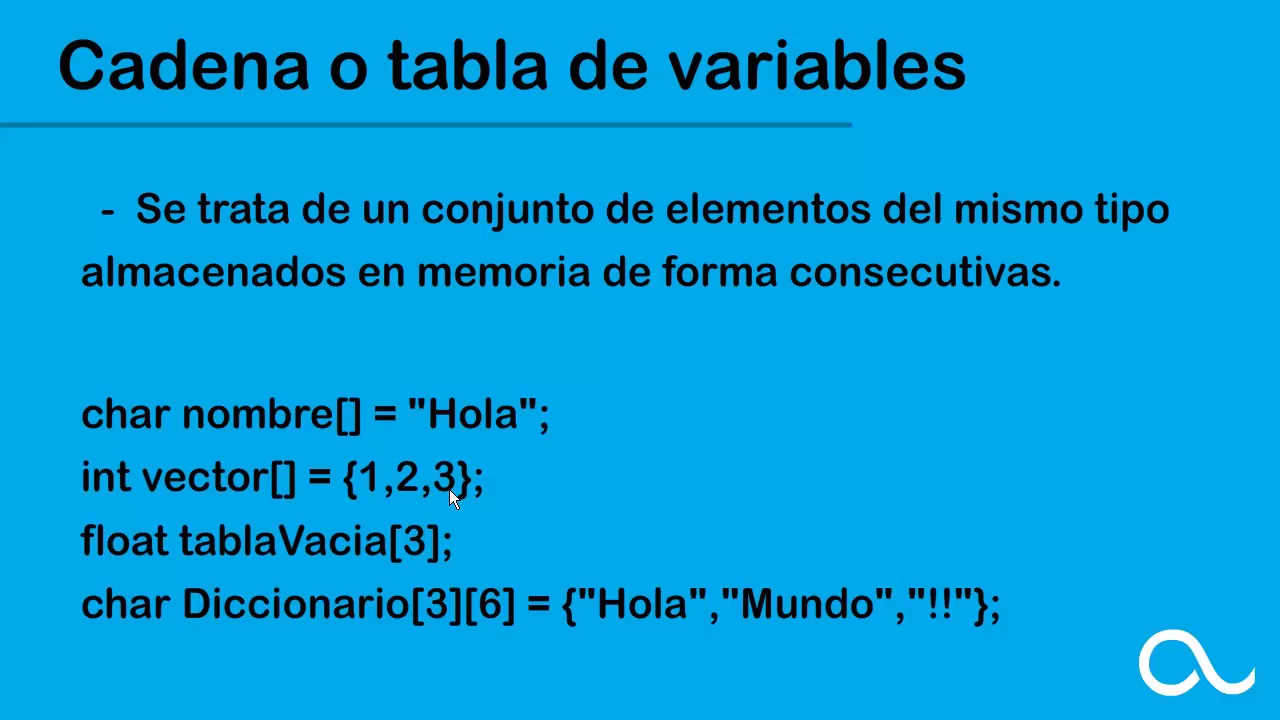 Cadena o tabla de variables
- Se trata de un conjunto de elementos del mismo tipo
almacenados en memoria de forma consecutivas.
char nombre[] = "Hola";
int vector[] = {1,2,3};
float tablaVacia[3];
char Diccionario[3][6] = {"Hola","Mundo","!!"};